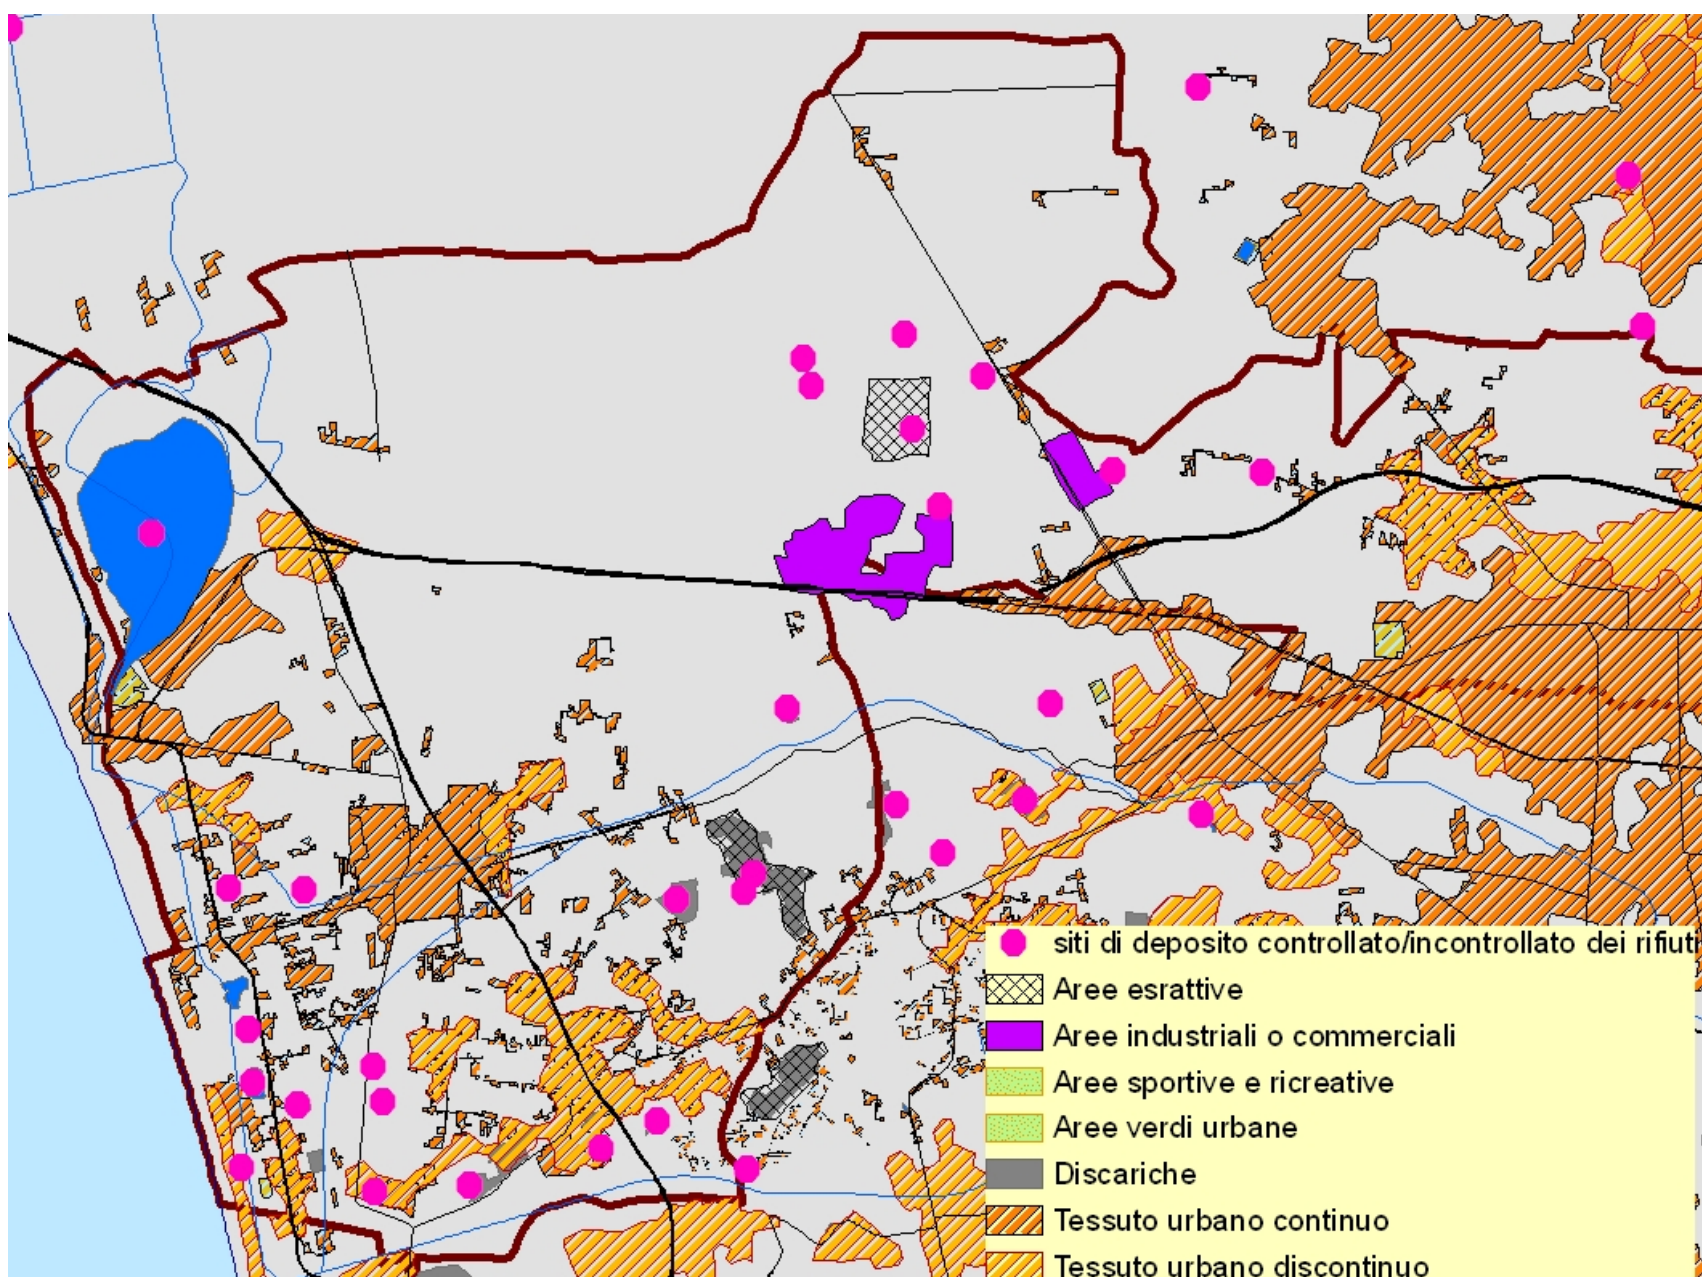 siti di deposito controllato/incontrollato dei rifiuti
Aree esrattive
Aree industriali o commerciali
Aree sportive e ricreative
Aree verdi urbane
Discariche
Tessuto urbano continuo
Tessuto urbano discontinuo